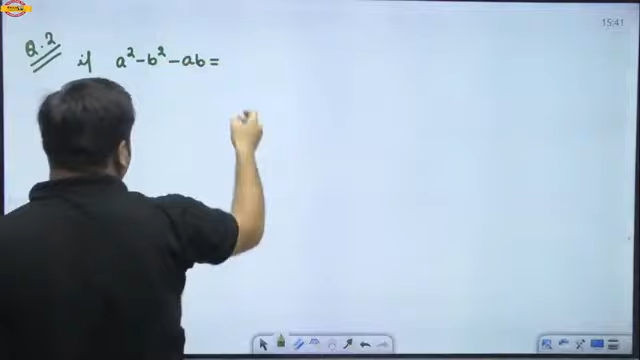 15:41
Q.2 if a² - b² - ab =